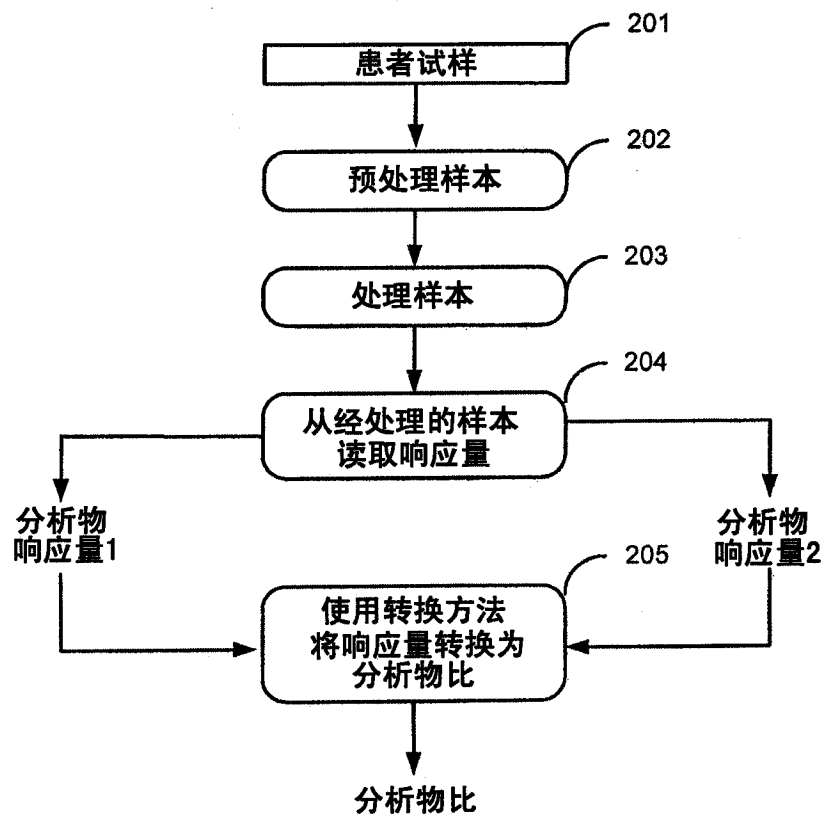 201
患者试样
202
预处理样本
203
处理样本
204
从经处理的样本
读取响应量
分析物
响应量1
分析物
响应量2
205
使用转换方法
将响应量转换为
分析物比
分析物比